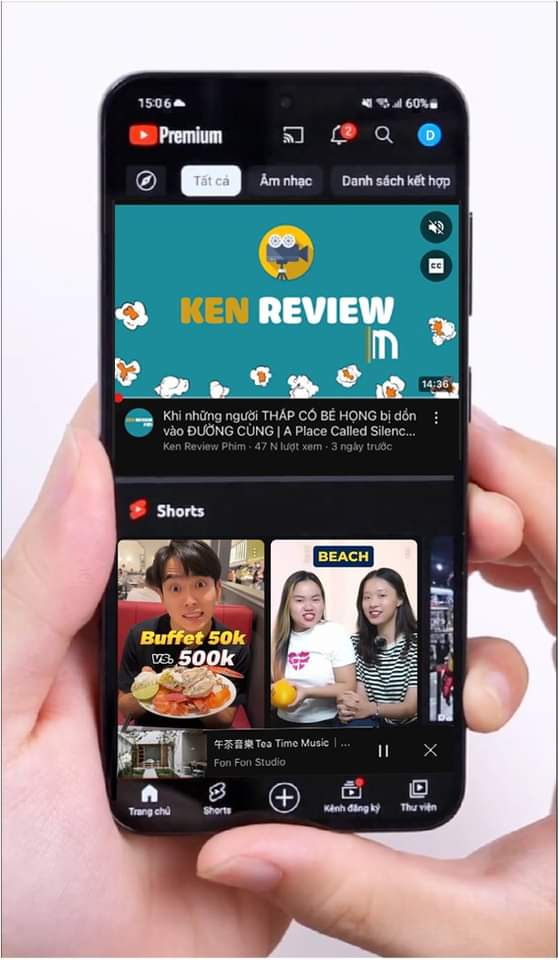 15:06
60%
Premium
2
D
Tất cả
Âm nhạc
Danh sách kết hợp
KEN REVIEW
CC
14:36
Khi những người THẤP CỔ BÉ HỌNG bị dồn
vào ĐƯỜNG CÙNG | A Place Called Silenc...
Ken Review Phim · 47 N lượt xem · 3 ngày trước
Shorts
Buffet 50k
vs. 500k
BEACH
午茶音樂 Tea Time Music | ...
Fon Fon Studio
Trang chủ
Shorts
Kênh đăng ký
Thư viện